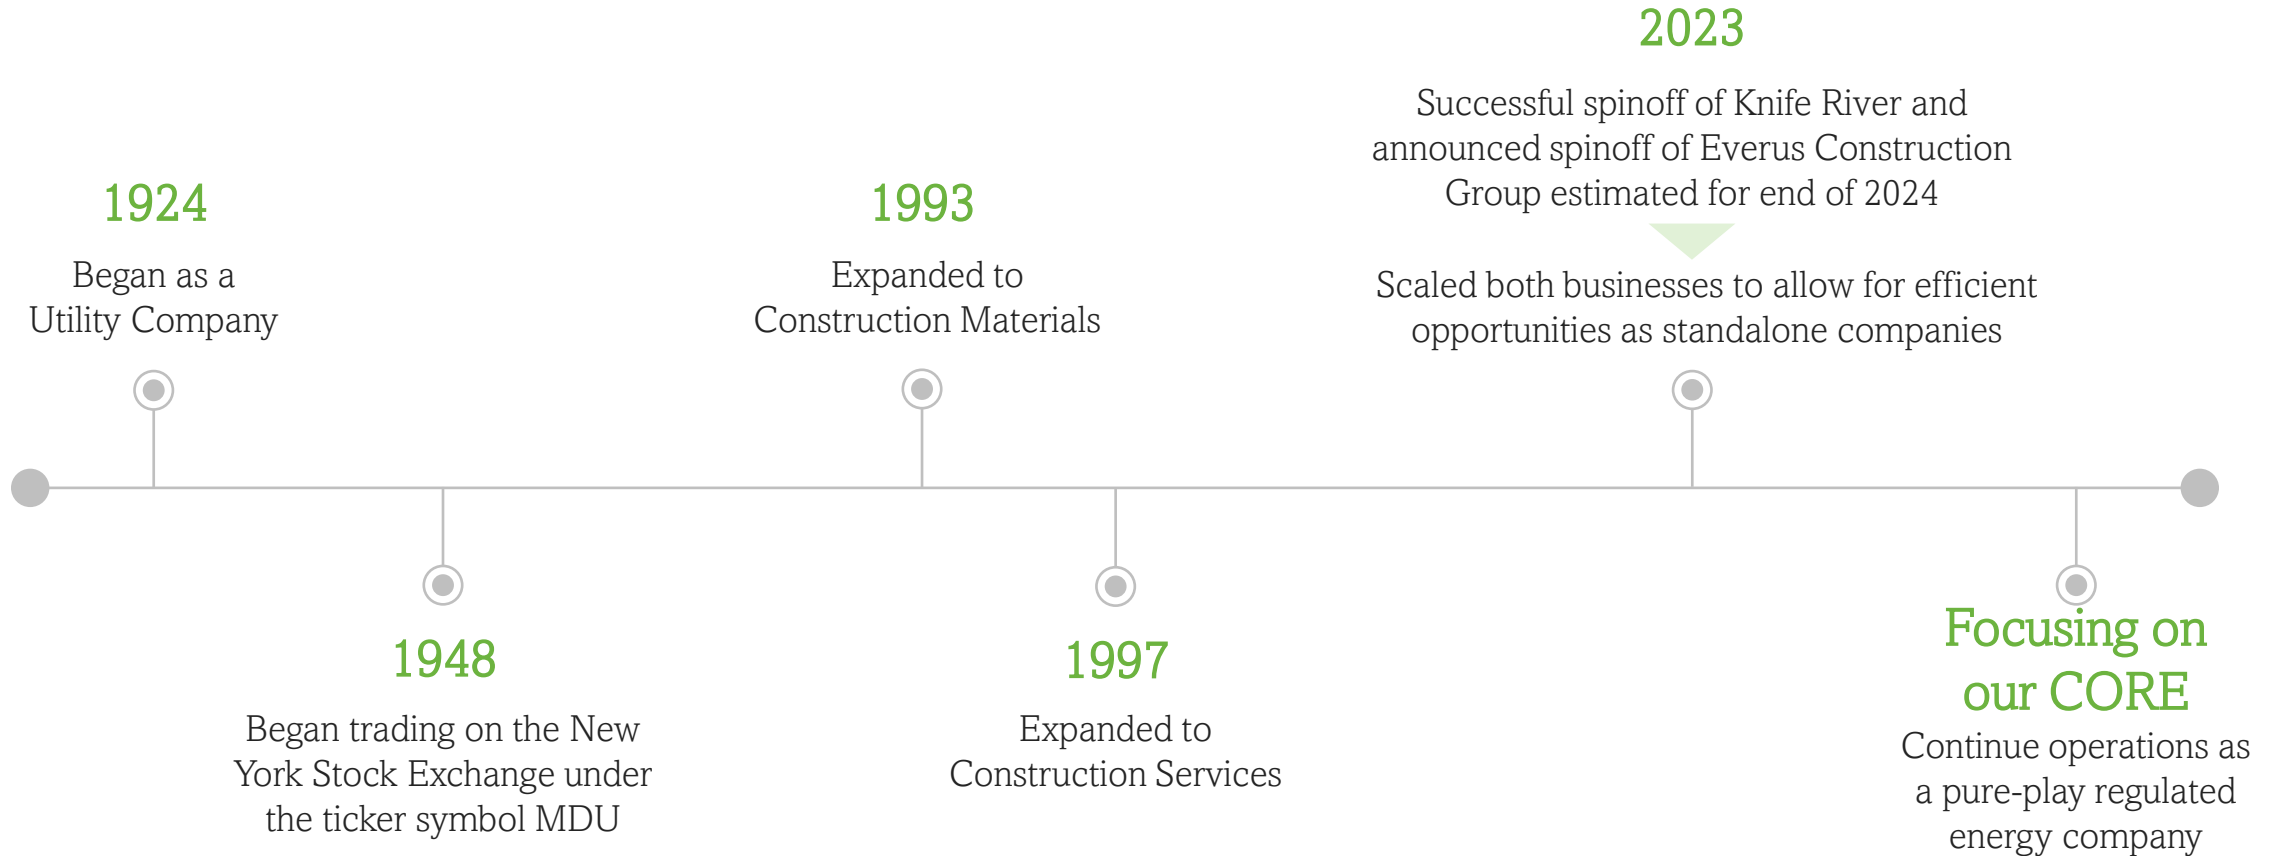 1924
Began as a
Utility Company
1948
Began trading on the New
York Stock Exchange under
the ticker symbol MDU
1993
Expanded to
Construction Materials
1997
Expanded to
Construction Services
2023
Successful spinoff of Knife River and
announced spinoff of Everus Construction
Group estimated for end of 2024
Scaled both businesses to allow for efficient
opportunities as standalone companies
Focusing on
our CORE
Continue operations as
a pure-play regulated
energy company